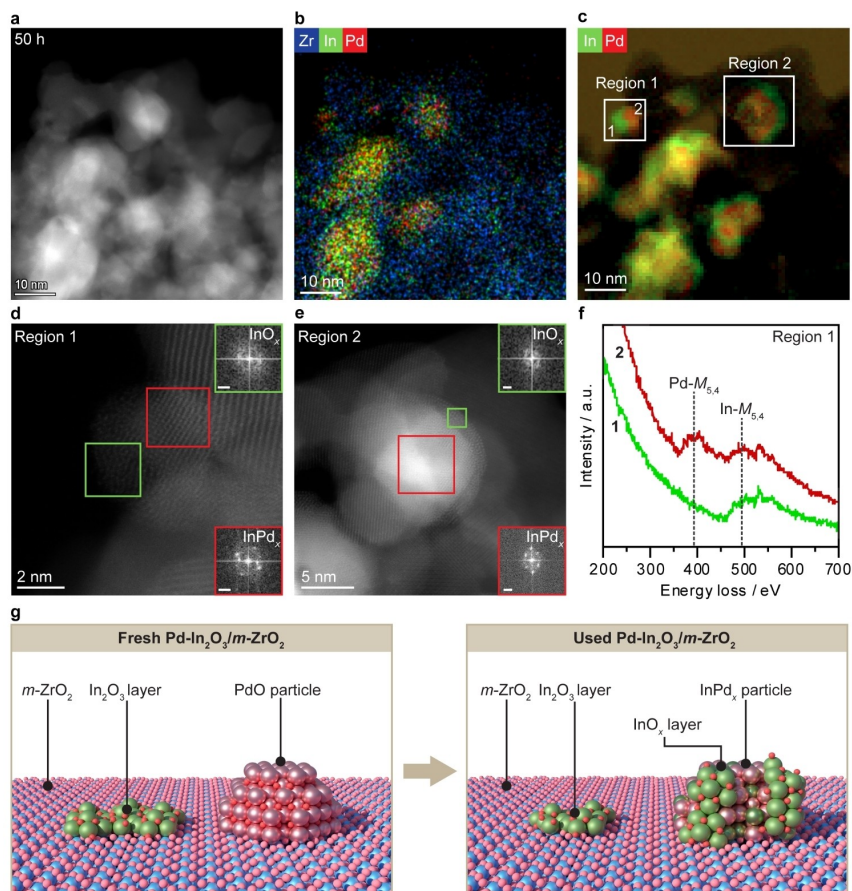 a
50 h
10 nm
b
Zr In Pd
10 nm
c
In Pd
Region 1
Region 2
1
2
10 nm
d
Region 1
InOₓ
InPdₓ
2 nm
e
Region 2
InOₓ
InPdₓ
5 nm
f
Region 1
2
1
Pd-M₅,₄
In-M₅,₄
Intensity / a.u.
200 300 400 500 600 700
Energy loss / eV
g
Fresh Pd-In₂O₃/m-ZrO₂
m-ZrO₂
In₂O₃ layer
PdO particle
Used Pd-In₂O₃/m-ZrO₂
m-ZrO₂
In₂O₃ layer
InPdₓ particle
InOₓ layer